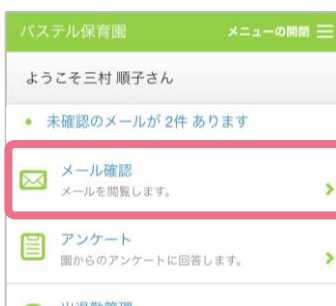 パステル保育園
メニューの開閉
ようこそ三村 順子さん
未確認のメールが 2件 あります
メール確認
メールを閲覧します。
アンケート
園からのアンケートに回答します。